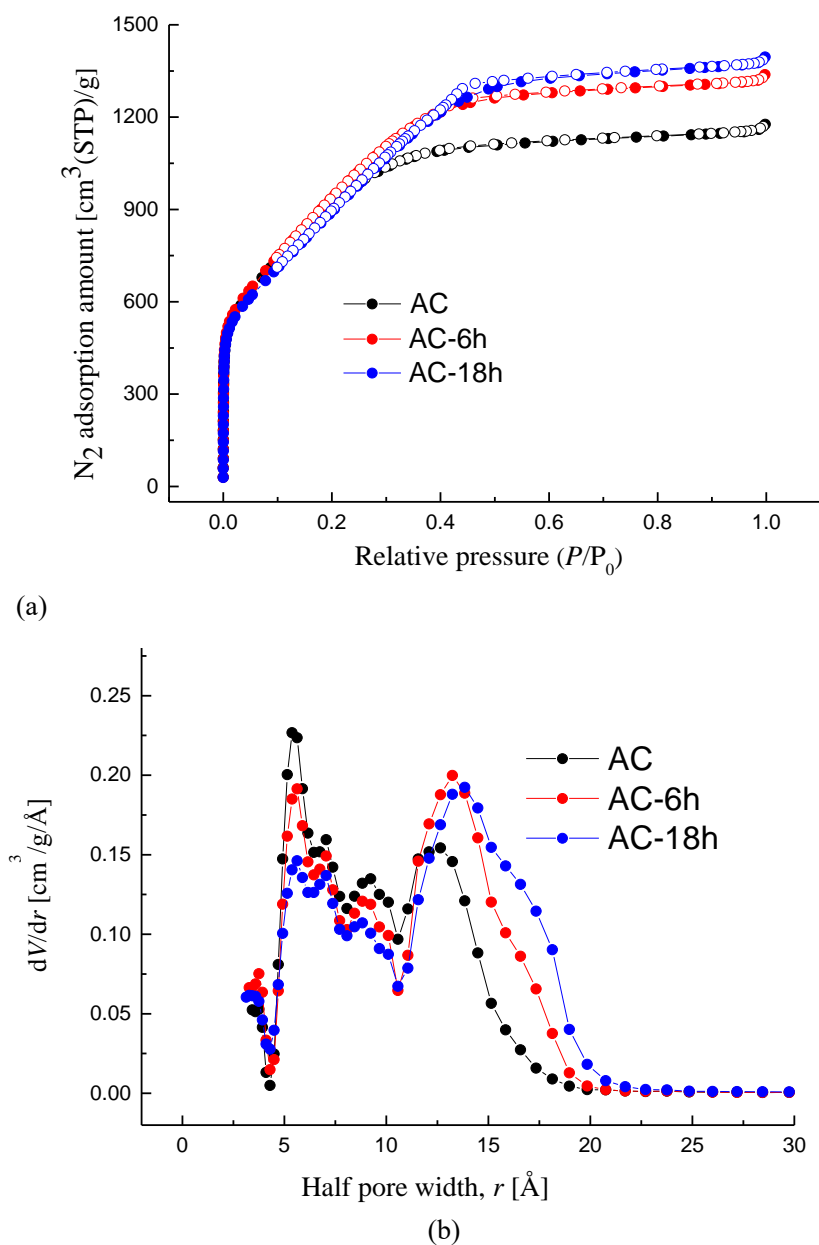 1500
1200
900
600
300
0
N₂ adsorption amount [cm³(STP)/g]
AC
AC-6h
AC-18h
0.0 0.2 0.4 0.6 0.8 1.0
Relative pressure (P/P₀)
(a)
0.25
0.20
0.15
0.10
0.05
0.00
dV/dr [cm³/g/Å]
AC
AC-6h
AC-18h
0 5 10 15 20 25 30
Half pore width, r [Å]
(b)